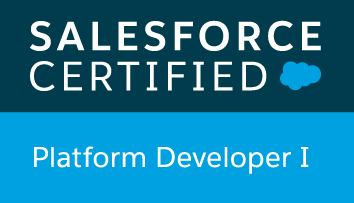 SALESFORCE
CERTIFIED
Platform Developer I